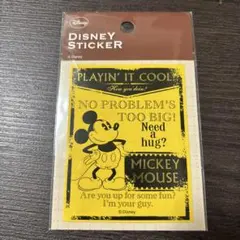 Disney
DISNEY
STICKER
© Disney
PLAYIN' IT COOL!
How you doin!
NO PROBLEM'S
TOO BIG!
Need
a
hug?
MICKEY
MOUSE
Are you up for some fun?
I'm your guy.
©Disney